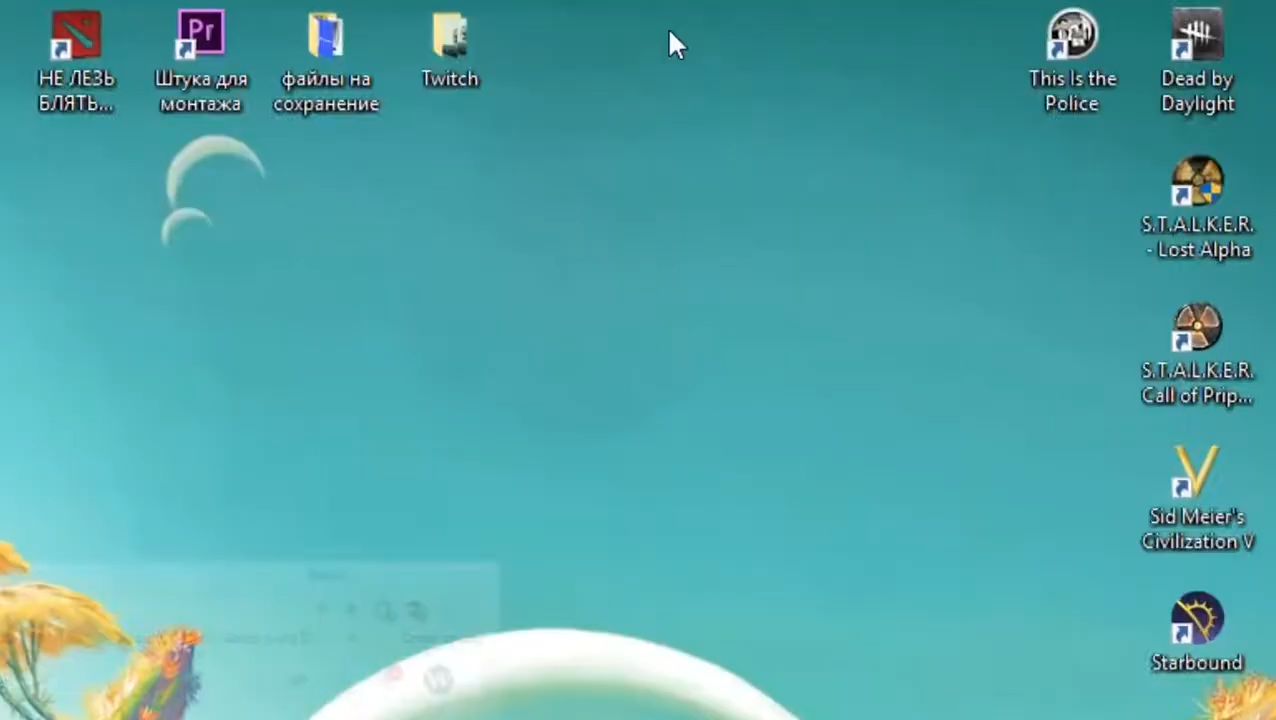 Pr
НЕ ЛЕЗЬ
БЛЯТЬ...
Штука для
монтажа
файлы на
сохранение
Twitch
This Is the
Police
Dead by
Daylight
S.T.A.L.K.E.R.
- Lost Alpha
S.T.A.L.K.E.R.
Call of Prip...
Sid Meier's
Civilization V
Starbound